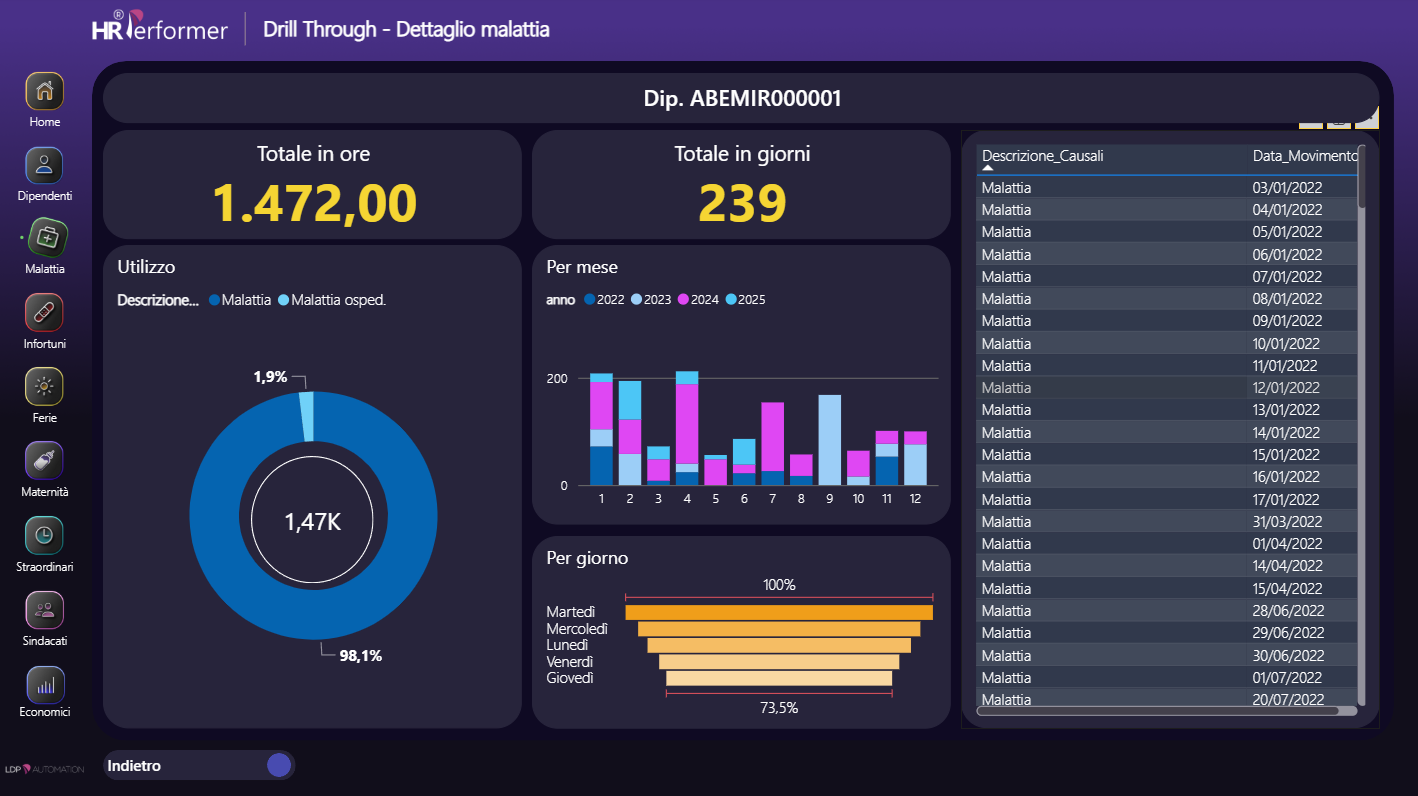 HR Performer®
Drill Through - Dettaglio malattia
Home
Dipendenti
Malattia
Infortuni
Ferie
Maternità
Straordinari
Sindacati
Economici
LDP AUTOMATION
Dip. ABEMIR000001
Totale in ore
1.472,00
Totale in giorni
239
Utilizzo
Descrizione... Malattia Malattia osped.
1,9%
1,47K
98,1%
Per mese
anno 2022 2023 2024 2025
200
0
1 2 3 4 5 6 7 8 9 10 11 12
Per giorno
100%
Martedì
Mercoledì
Lunedì
Venerdì
Giovedì
73,5%
Descrizione_Causali Data_Movimento
Malattia 03/01/2022
Malattia 04/01/2022
Malattia 05/01/2022
Malattia 06/01/2022
Malattia 07/01/2022
Malattia 08/01/2022
Malattia 09/01/2022
Malattia 10/01/2022
Malattia 11/01/2022
Malattia 12/01/2022
Malattia 13/01/2022
Malattia 14/01/2022
Malattia 15/01/2022
Malattia 16/01/2022
Malattia 17/01/2022
Malattia 31/03/2022
Malattia 01/04/2022
Malattia 14/04/2022
Malattia 15/04/2022
Malattia 28/06/2022
Malattia 29/06/2022
Malattia 30/06/2022
Malattia 01/07/2022
Malattia 20/07/2022
Indietro